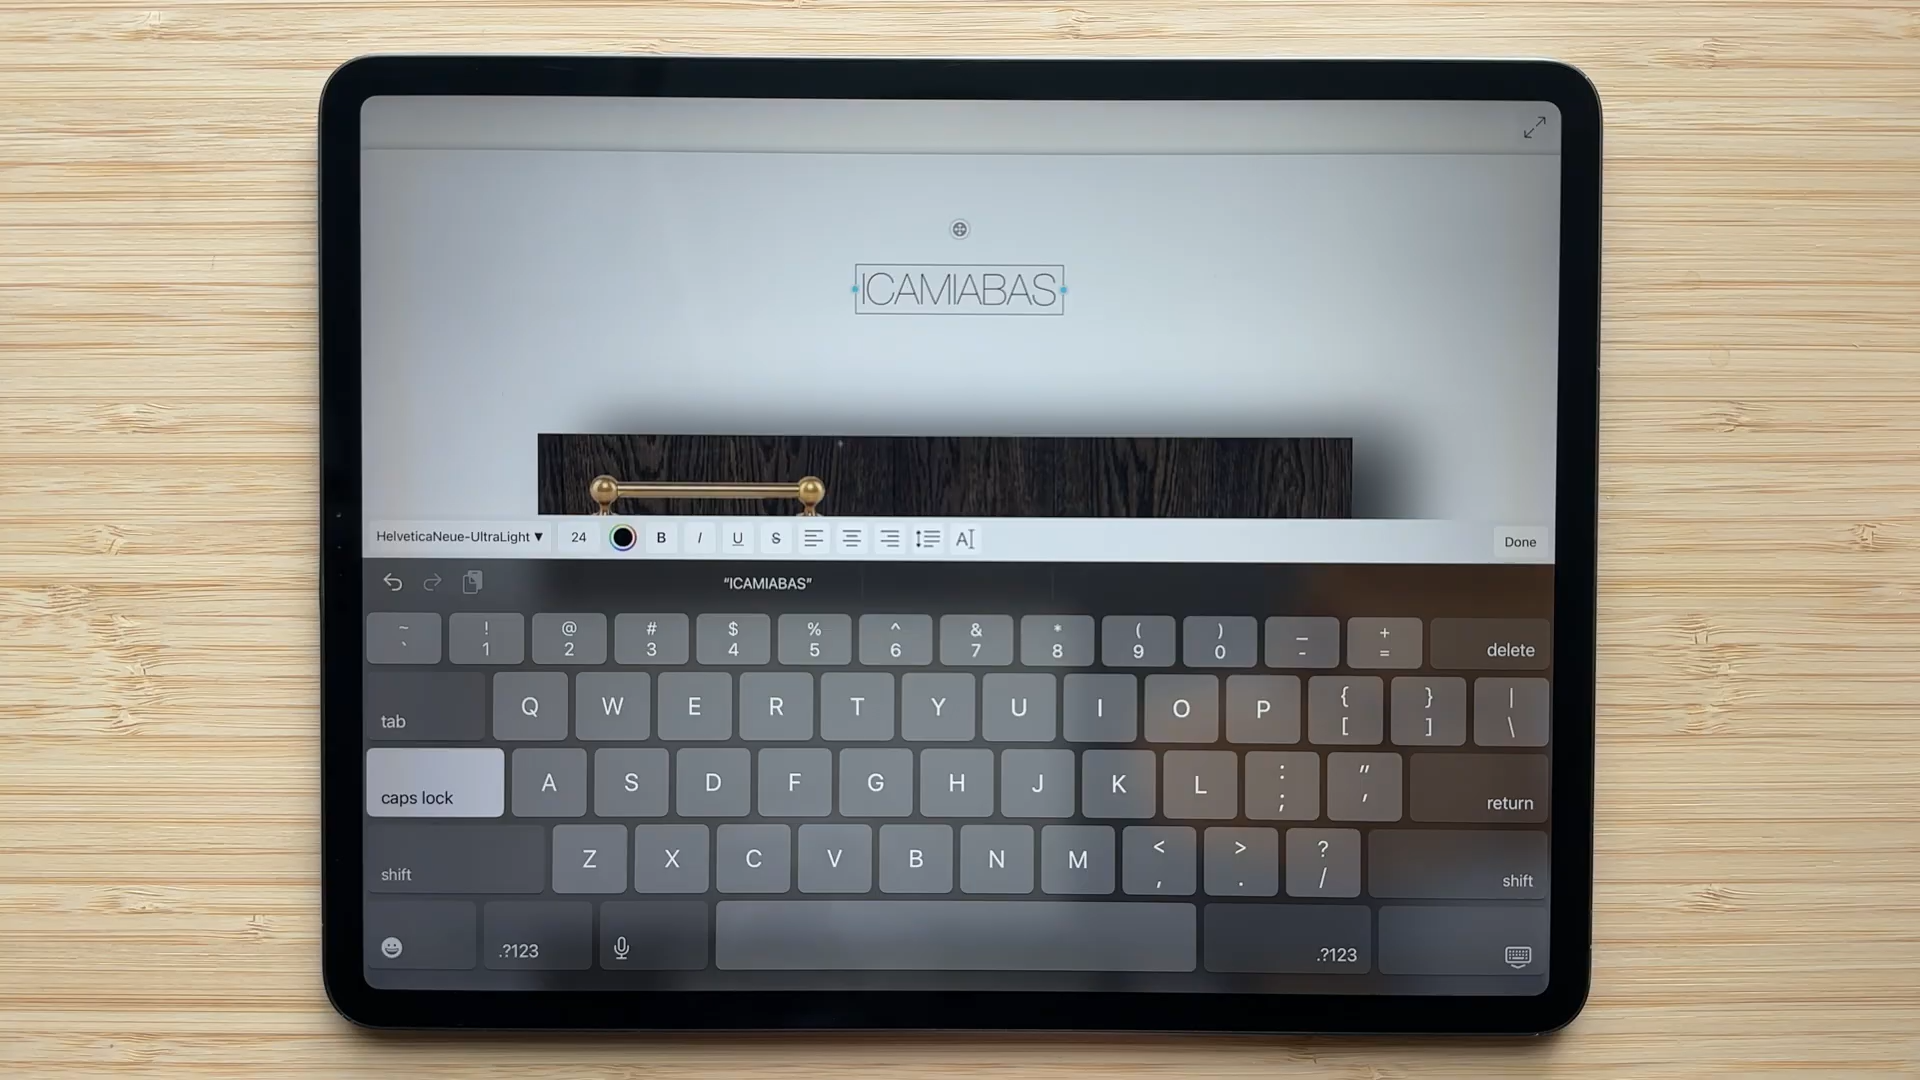 ICAMIABAS
HelveticaNeue-UltraLight ▼ 24 B I U S A Done
“ICAMIABAS”
~ ! @ # $ % ^ & * ( ) _ +
` 1 2 3 4 5 6 7 8 9 0 - = delete
tab Q W E R T Y U I O P { [ } ] | \
caps lock A S D F G H J K L : ; " ' return
shift Z X C V B N M < , > . ? / shift
.?123 .?123